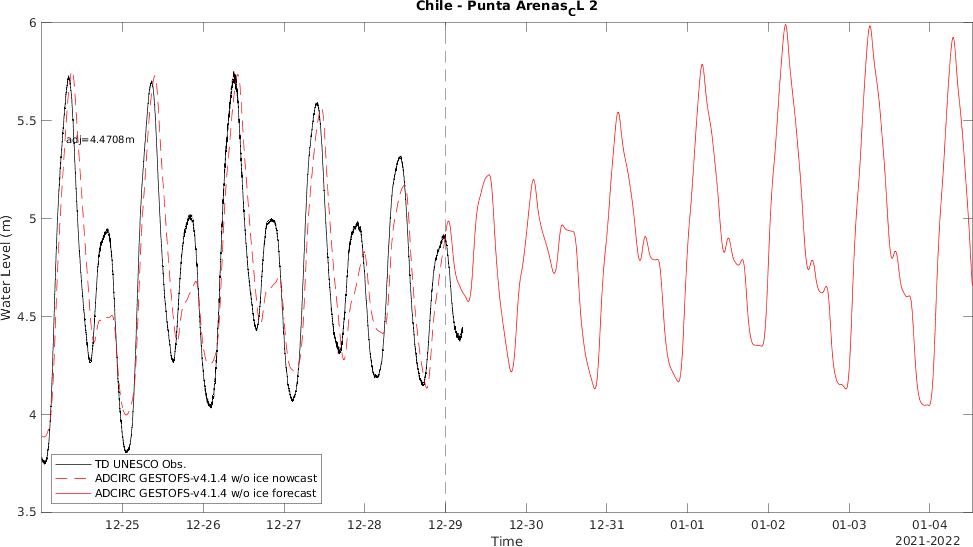 Chile - Punta Arenas_CL 2
6
5.5
5
4.5
4
3.5
Water Level (m)
adj=4.4708m
TD UNESCO Obs.
ADCIRC GESTOFS-v4.1.4 w/o ice nowcast
ADCIRC GESTOFS-v4.1.4 w/o ice forecast
12-25 12-26 12-27 12-28 12-29 12-30 12-31 01-01 01-02 01-03 01-04
Time
2021-2022